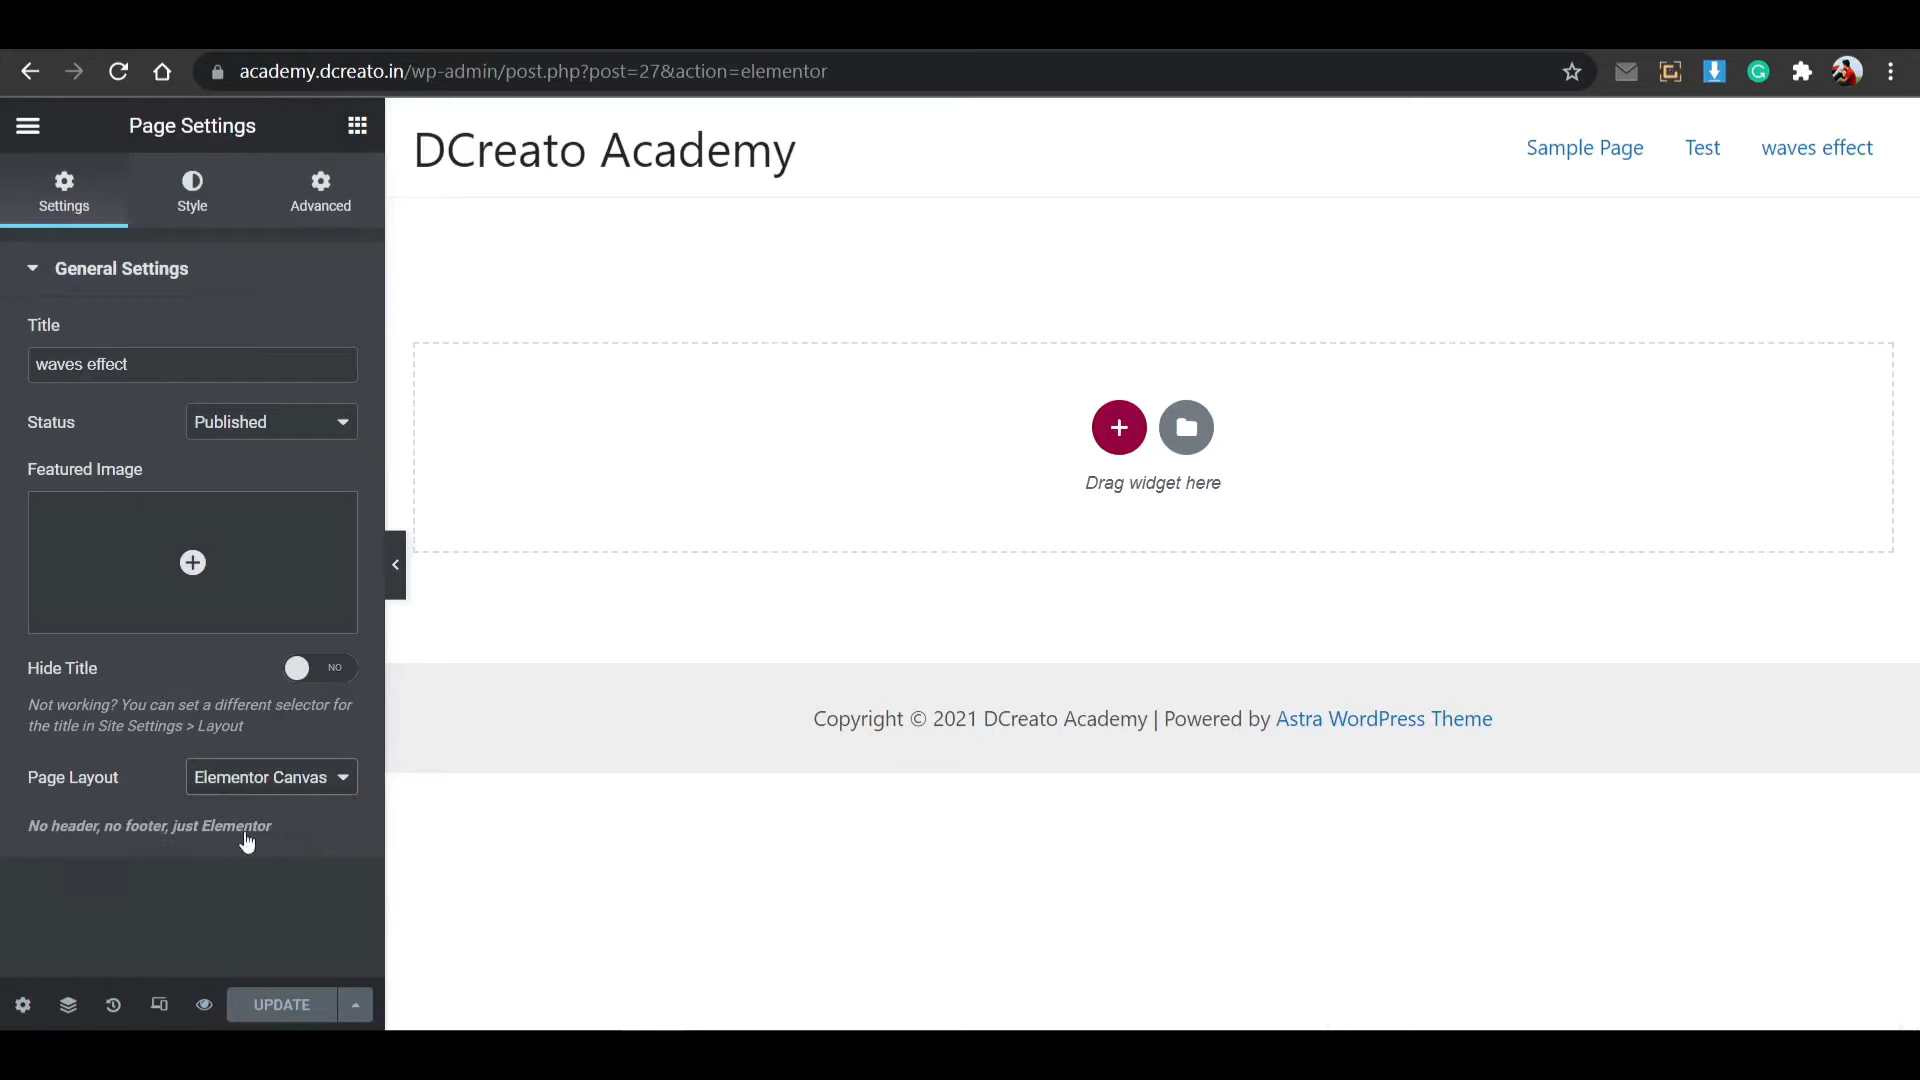 academy.dcreato.in/wp-admin/post.php?post=27&action=elementor
Page Settings
Settings
Style
Advanced
General Settings
Title
waves effect
Status
Published
Featured Image
Hide Title
NO
Not working? You can set a different selector for
the title in Site Settings > Layout
Page Layout
Elementor Canvas
No header, no footer, just Elementor
UPDATE
DCreato Academy
Sample Page
Test
waves effect
Drag widget here
Copyright © 2021 DCreato Academy | Powered by Astra WordPress Theme